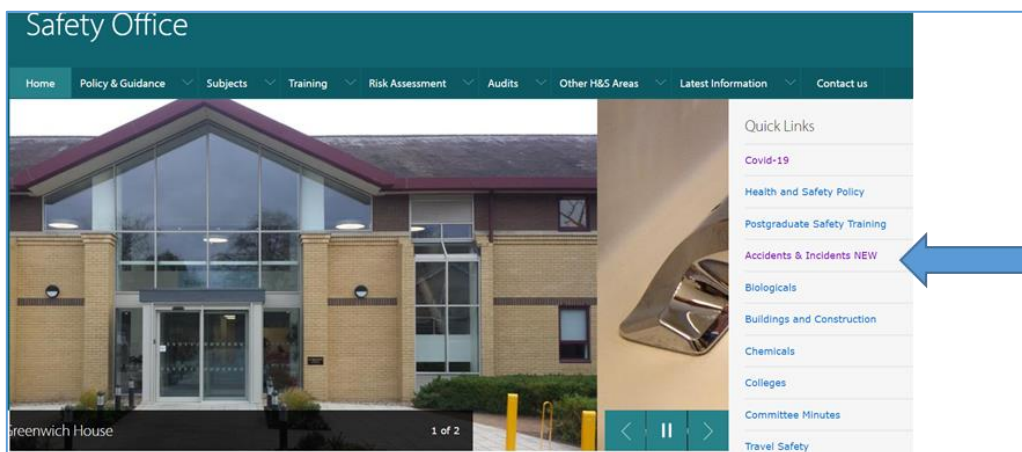 Safety Office
Home Policy & Guidance Subjects Training Risk Assessment Audits Other H&S Areas Latest Information Contact us
Quick Links
Covid-19
Health and Safety Policy
Postgraduate Safety Training
Accidents & Incidents NEW
Biologicals
Buildings and Construction
Chemicals
Colleges
Committee Minutes
Travel Safety
Greenwich House 1 of 2